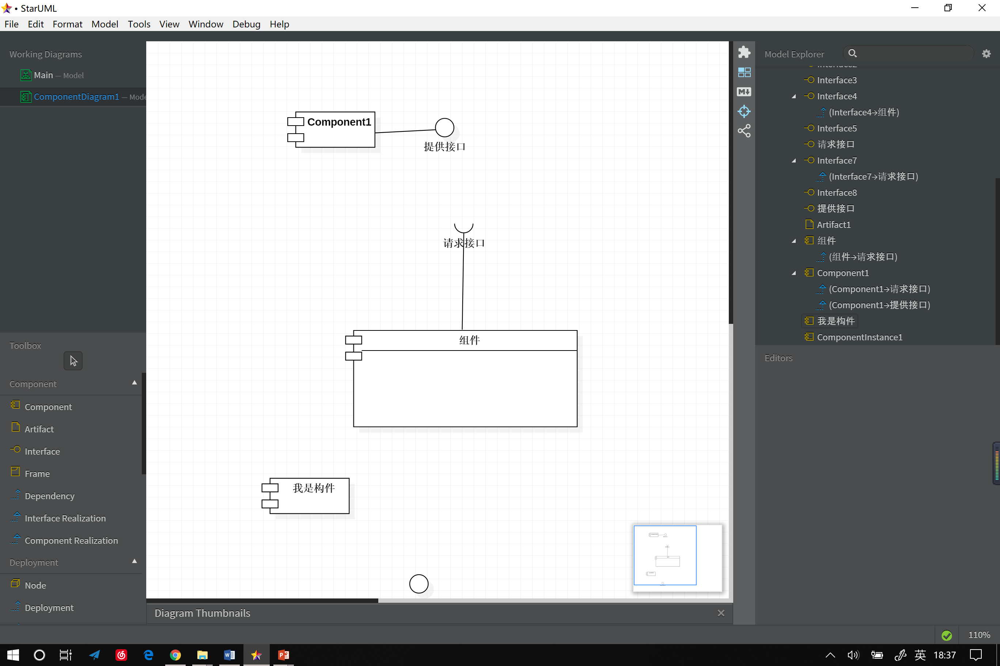 • StarUML
File Edit Format Model Tools View Window Debug Help
Working Diagrams
Main — Model
ComponentDiagram1 — Mode
Toolbox
Component
Component
Artifact
Interface
Frame
Dependency
Interface Realization
Component Realization
Deployment
Node
Deployment
Component1
提供接口
请求接口
组件
我是构件
Diagram Thumbnails
M↓
Model Explorer
Interface3
Interface4
(Interface4→组件)
Interface5
请求接口
Interface7
(Interface7→请求接口)
Interface8
提供接口
Artifact1
组件
(组件→请求接口)
Component1
(Component1→请求接口)
(Component1→提供接口)
我是构件
ComponentInstance1
Editors
110%
英 18:37